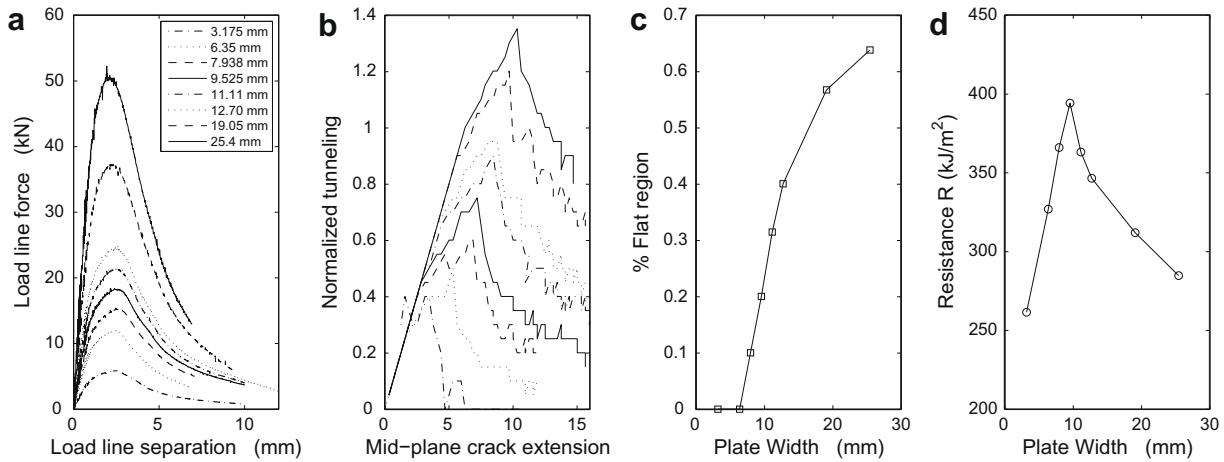 a
Load line force (kN)
60
50
40
30
20
10
0
0
5
10
Load line separation (mm)
3.175 mm
6.35 mm
7.938 mm
9.525 mm
11.11 mm
12.70 mm
19.05 mm
25.4 mm
b
Normalized tunneling
1.4
1.2
1
0.8
0.6
0.4
0.2
0
0
5
10
15
Mid-plane crack extension
c
% Flat region
0.7
0.6
0.5
0.4
0.3
0.2
0.1
%
0
10
20
30
Plate Width (mm)
d
Resistance R (kJ/m²)
450
400
350
300
250
200
0
10
20
30
Plate Width (mm)